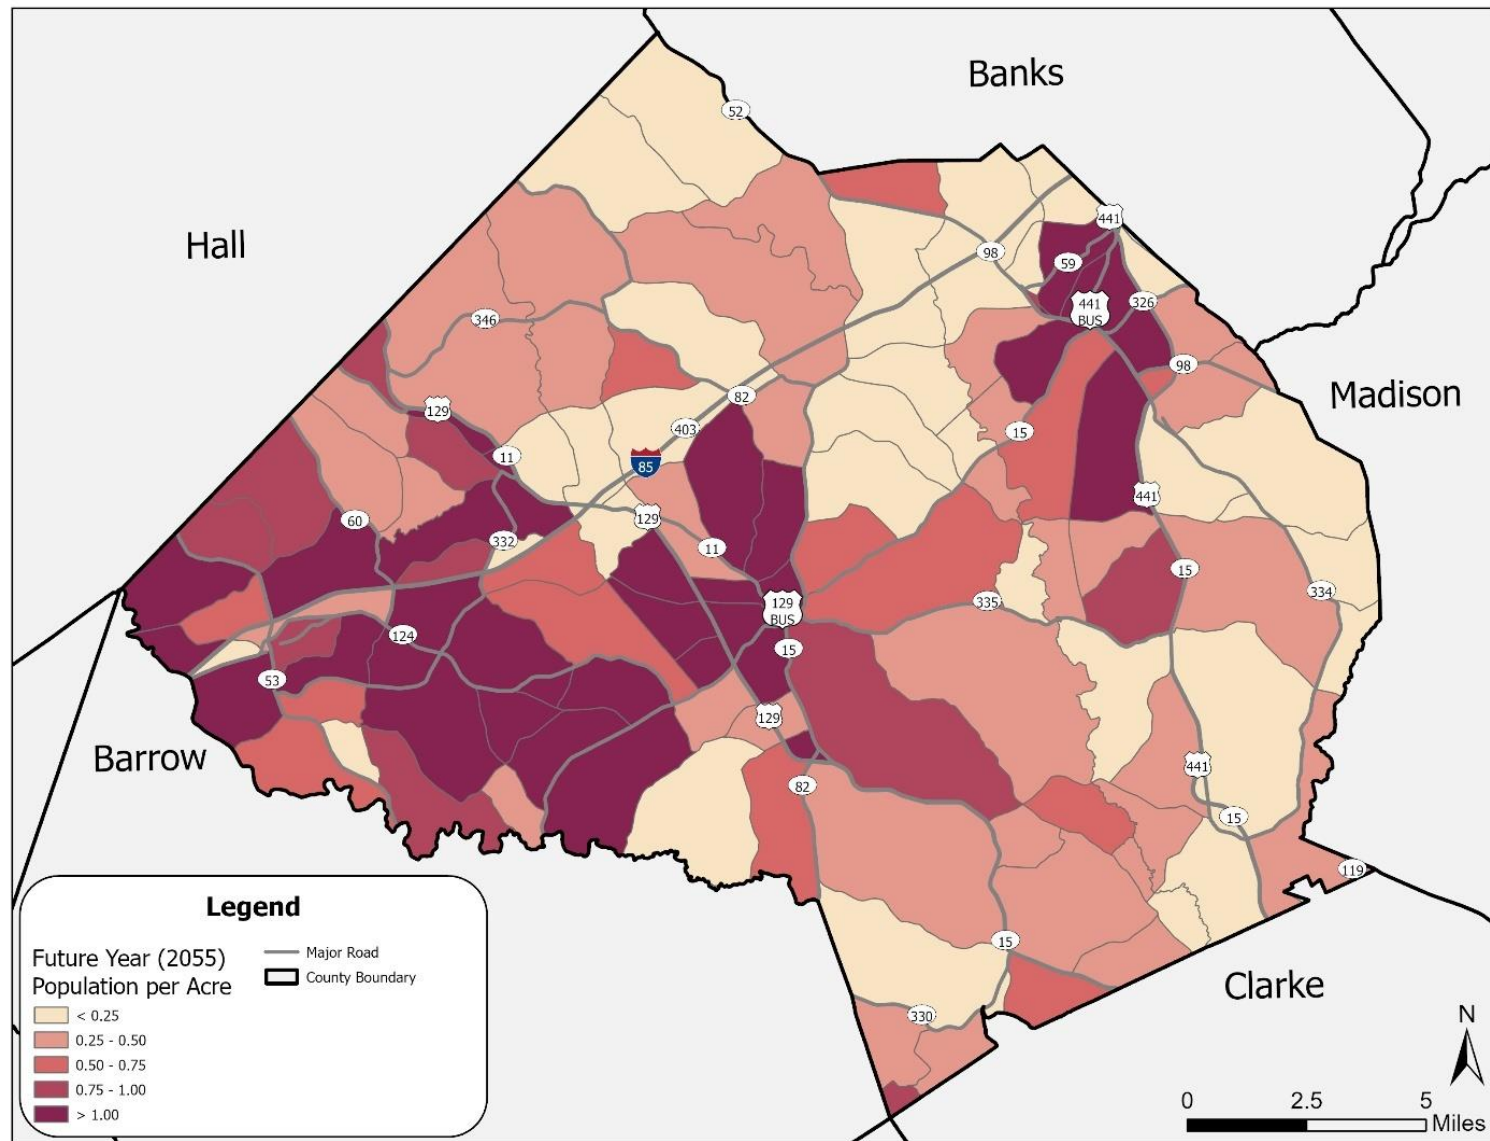 Banks
52
Hall
441
98
59
441
BUS
326
346
98
Madison
82
129
403
15
11
85
441
60
129
332
11
15
334
129
BUS
335
124
15
53
129
Barrow
441
82
15
119
Legend
Future Year (2055)
Population per Acre
Major Road
County Boundary
< 0.25
0.25 - 0.50
0.50 - 0.75
0.75 - 1.00
> 1.00
15
Clarke
330
N
0 2.5 5
Miles